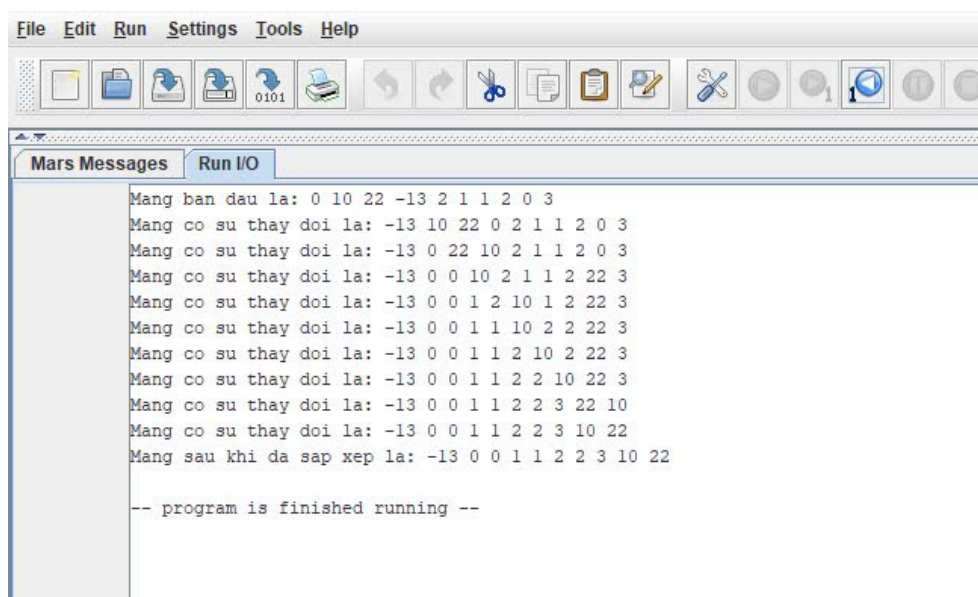 File Edit Run Settings Tools Help
0101
1
1
Mars Messages Run I/O
Mang ban dau la: 0 10 22 -13 2 1 1 2 0 3
Mang co su thay doi la: -13 10 22 0 2 1 1 2 0 3
Mang co su thay doi la: -13 0 22 10 2 1 1 2 0 3
Mang co su thay doi la: -13 0 0 10 2 1 1 2 22 3
Mang co su thay doi la: -13 0 0 1 2 10 1 2 22 3
Mang co su thay doi la: -13 0 0 1 1 10 2 2 22 3
Mang co su thay doi la: -13 0 0 1 1 2 10 2 22 3
Mang co su thay doi la: -13 0 0 1 1 2 2 10 22 3
Mang co su thay doi la: -13 0 0 1 1 2 2 3 22 10
Mang co su thay doi la: -13 0 0 1 1 2 2 3 10 22
Mang sau khi da sap xep la: -13 0 0 1 1 2 2 3 10 22
-- program is finished running --